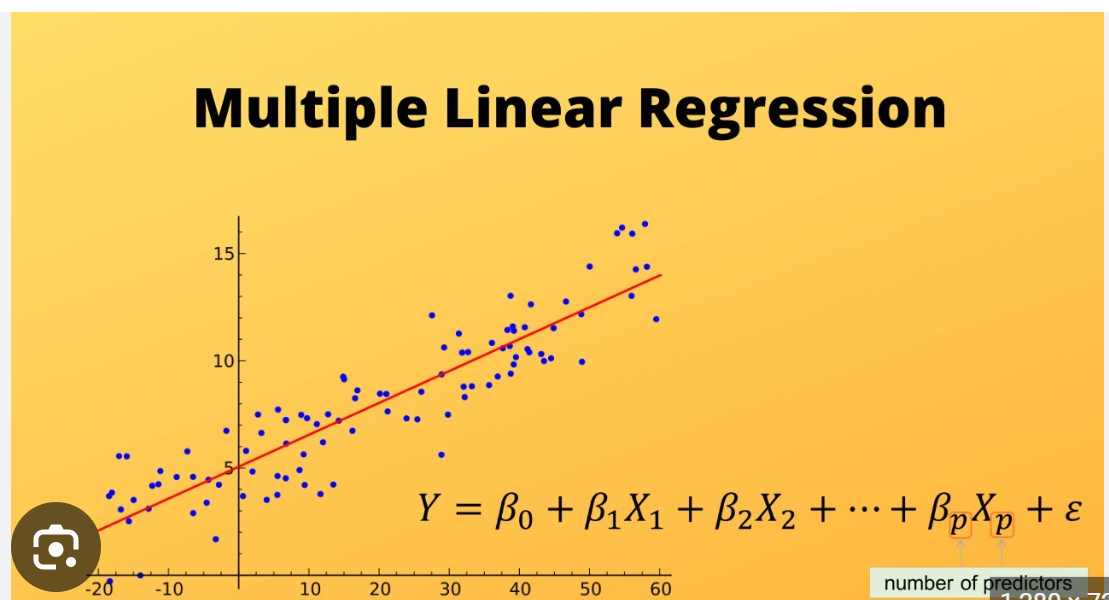 Multiple Linear Regression
15
10
5
Y = β₀ + β₁X₁ + β₂X₂ + ⋯ + βₚXₚ + ε
-20 -10 10 20 30 40 50 60
number of predictors